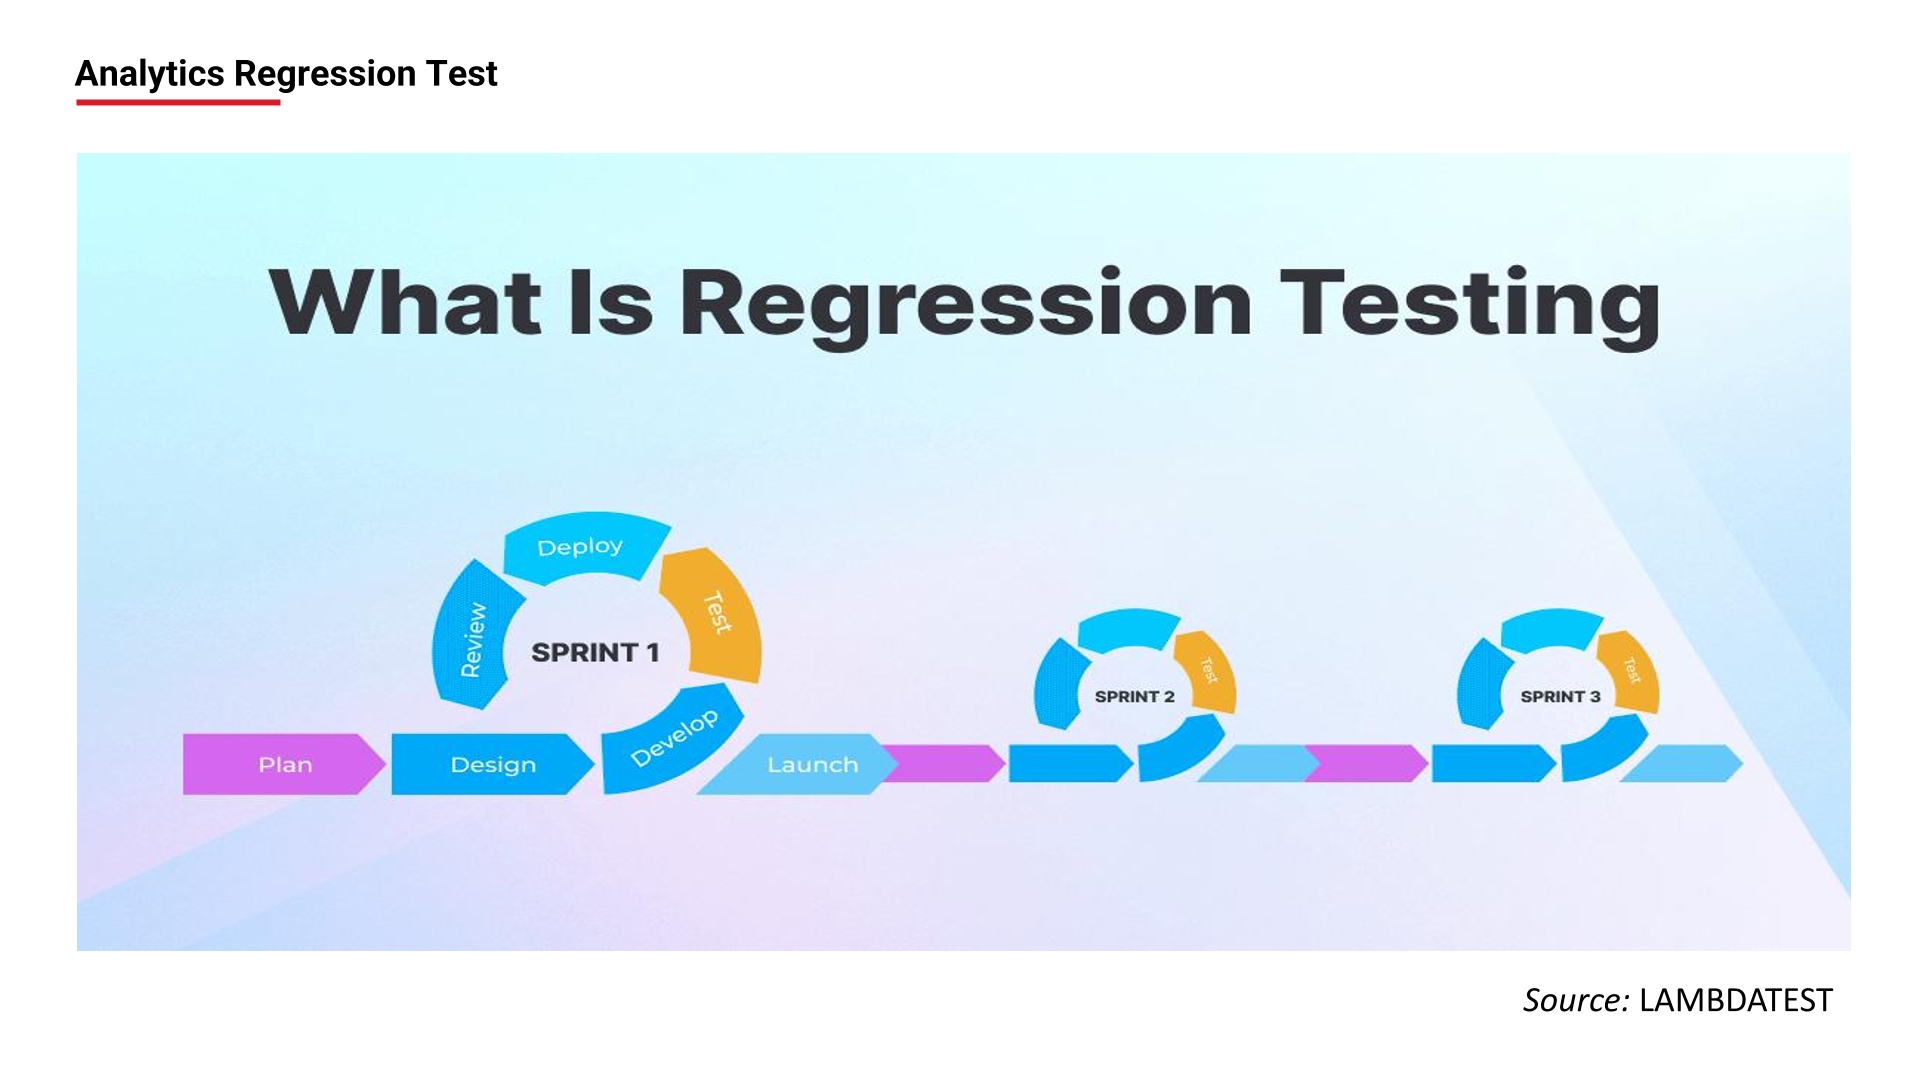 Analytics Regression Test
What Is Regression Testing
Deploy
Test
Review
SPRINT 1
Develop
Plan
Design
Launch
Test
SPRINT 2
Test
SPRINT 3
Source: LAMBDATEST